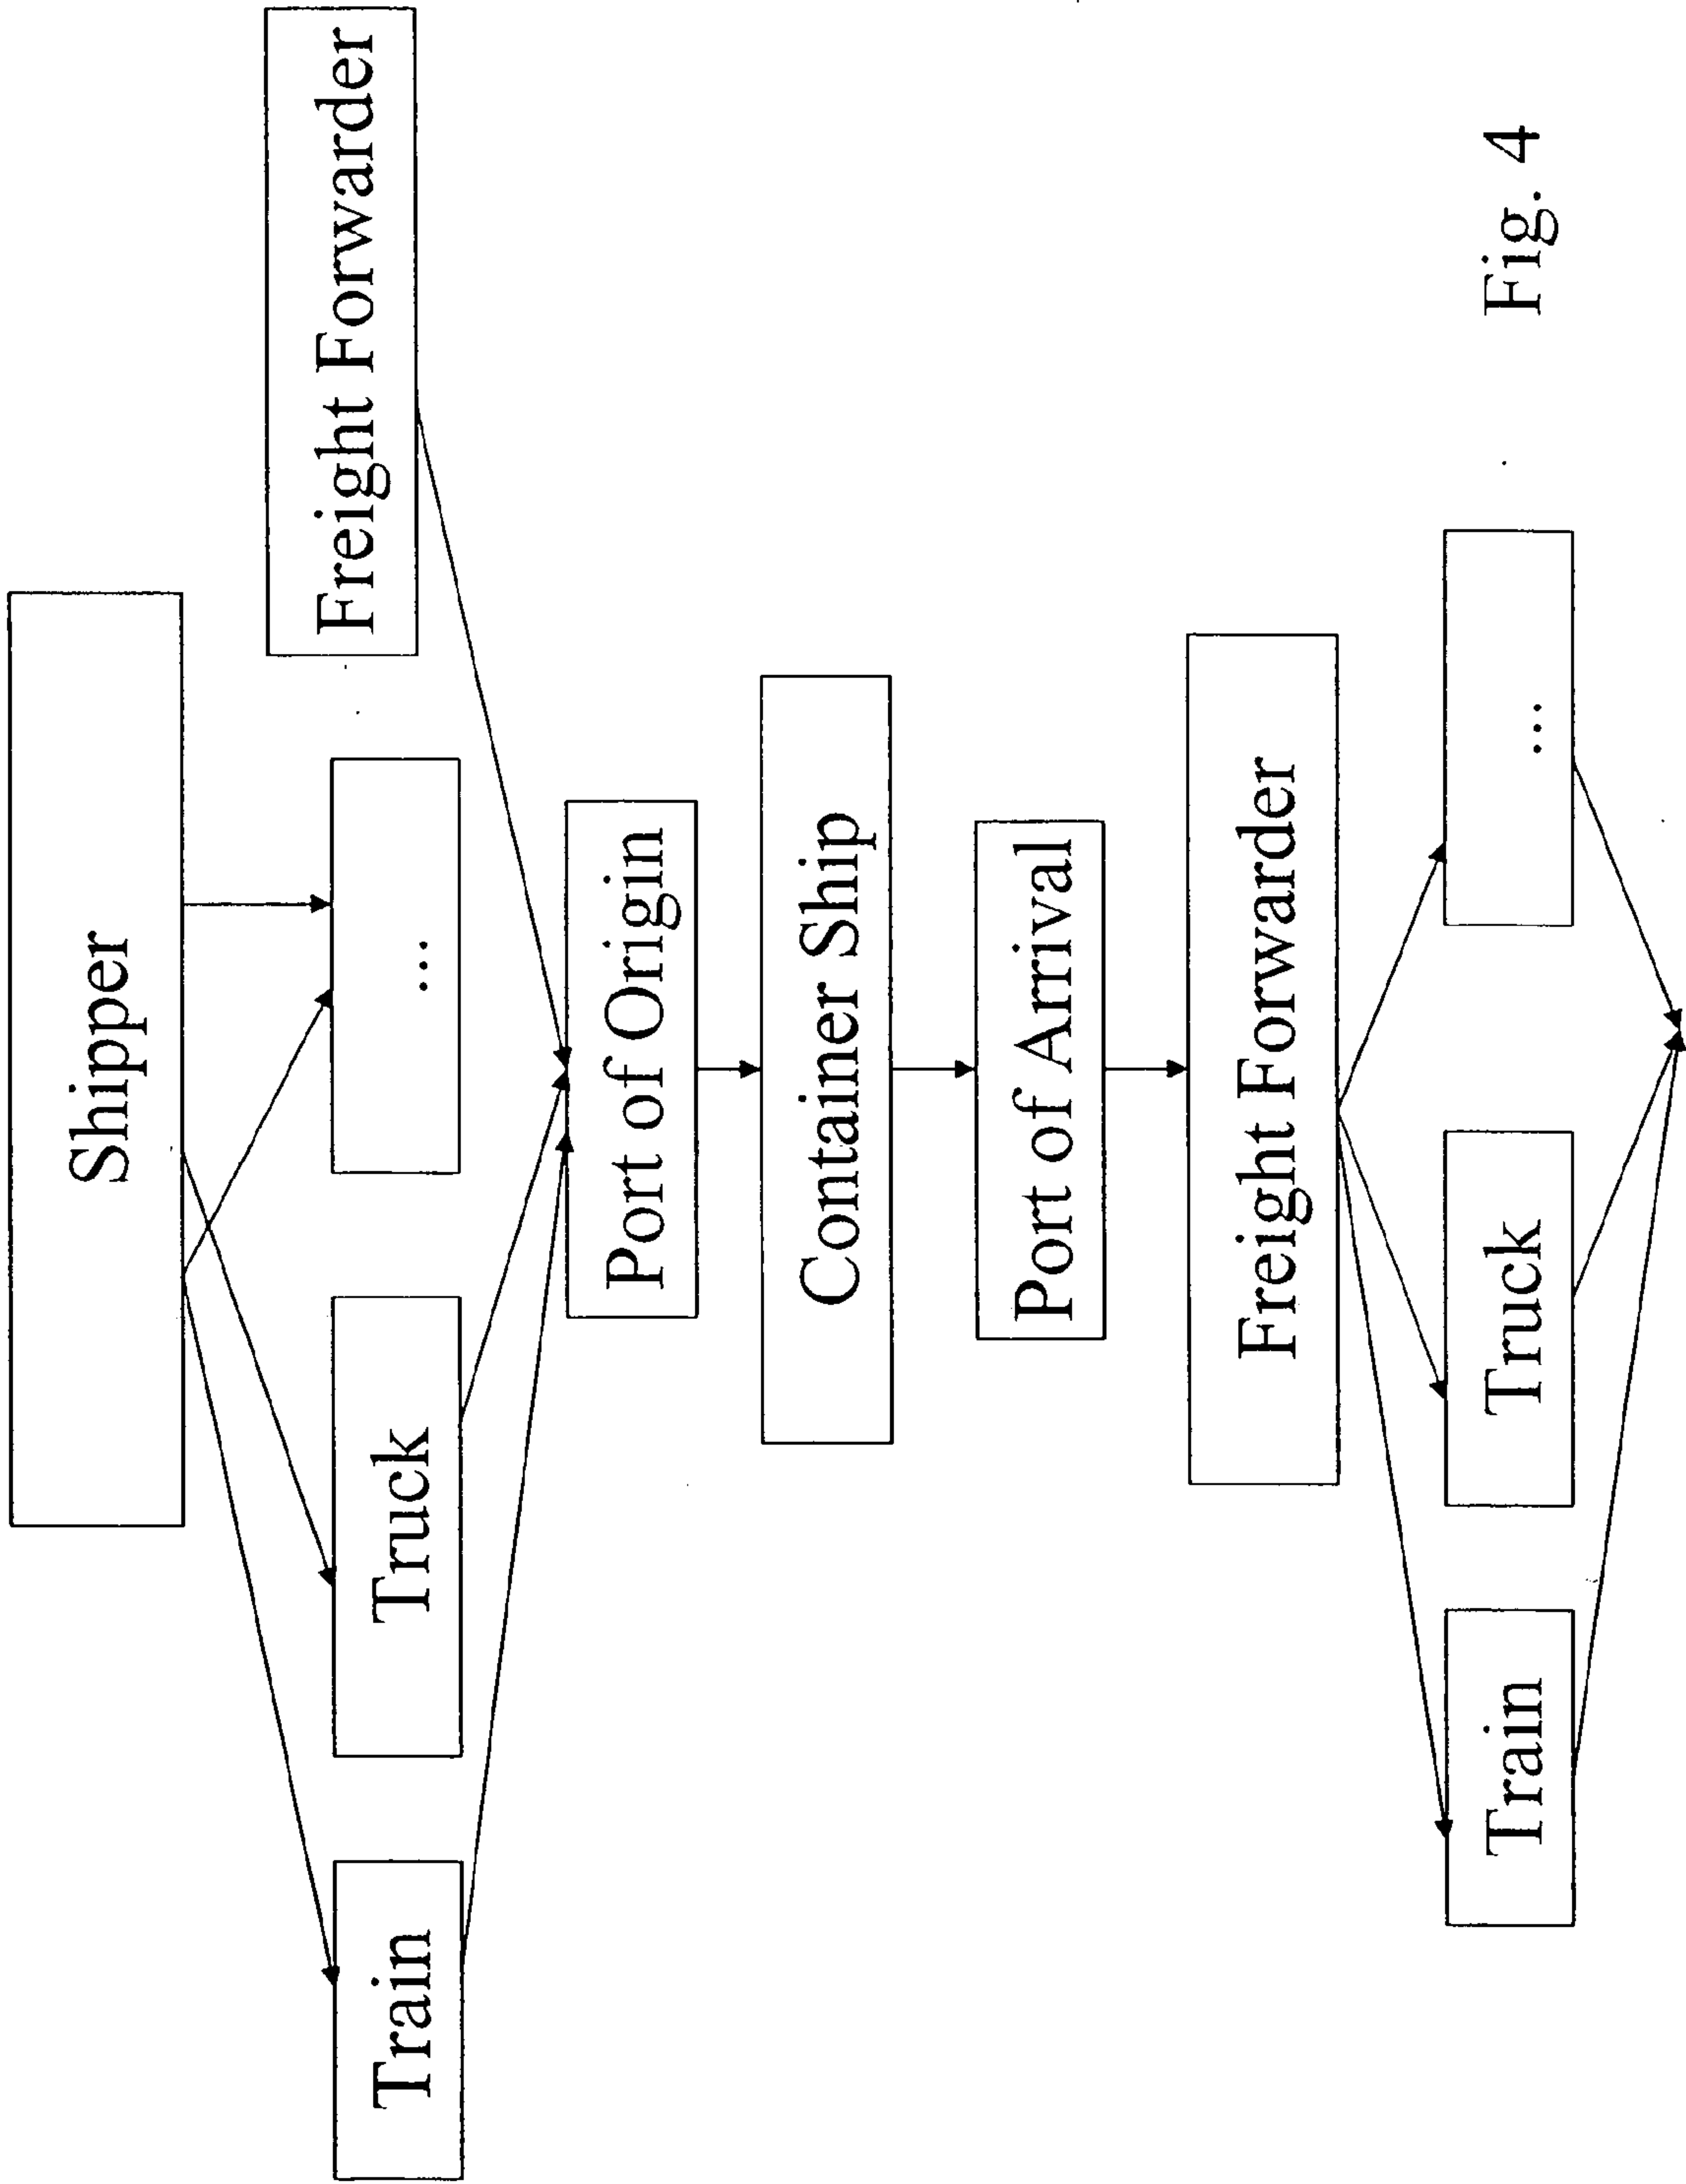 Shipper
Train
Truck
...
Freight Forwarder
Port of Origin
Container Ship
Port of Arrival
Freight Forwarder
Train
Truck
...
Fig. 4